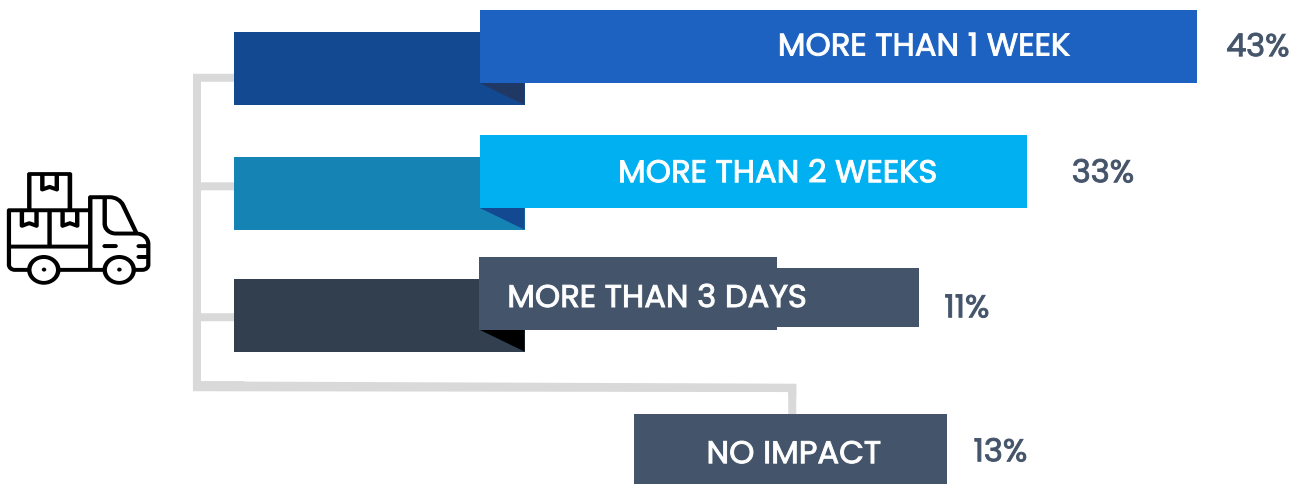 MORE THAN 1 WEEK 43%
MORE THAN 2 WEEKS 33%
MORE THAN 3 DAYS 11%
NO IMPACT 13%